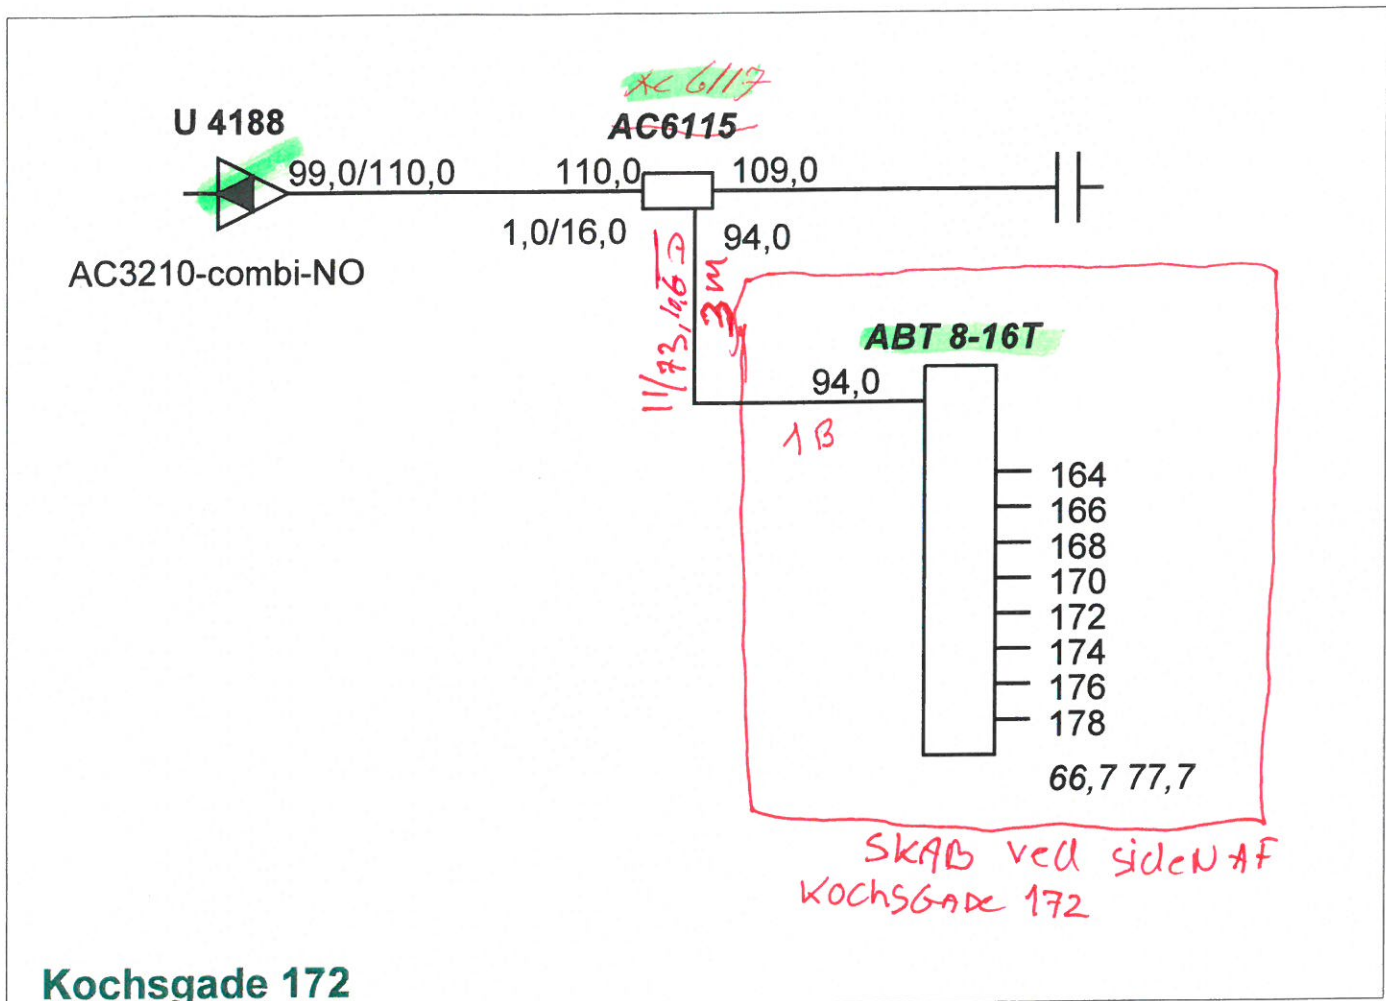 AC 6117
U 4188
AC6115
99,0/110,0
110,0
109,0
1,0/16,0
94,0
AC3210-combi-NO
3 M
ABT 8-16T
94,0
1B
164
166
168
170
172
174
176
178
66,7 77,7
SKAB ved sideN AF
KOchSGADe 172
Kochsgade 172